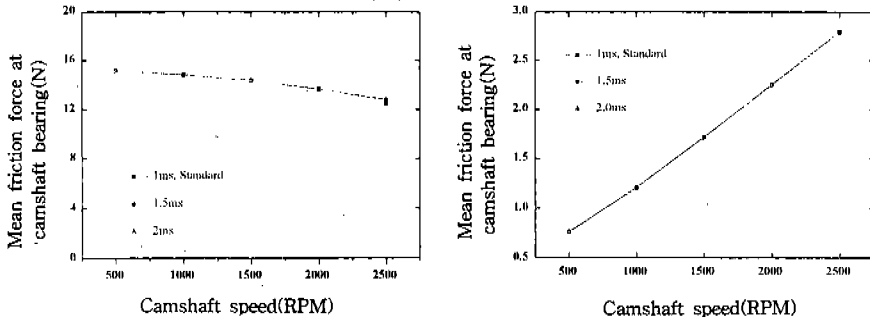 Mean friction force at
camshaft bearing(N)
20
16
12
8
4
0
1ms, Standard
1.5ms
2ms
500
1000
1500
2000
2500
Camshaft speed(RPM)
Mean friction force at
camshaft bearing(N)
3.0
2.5
2.0
1.5
1.0
0.5
1ms, Standard
1.5ms
2.0ms
500
1000
1500
2000
2500
Camshaft speed(RPM)